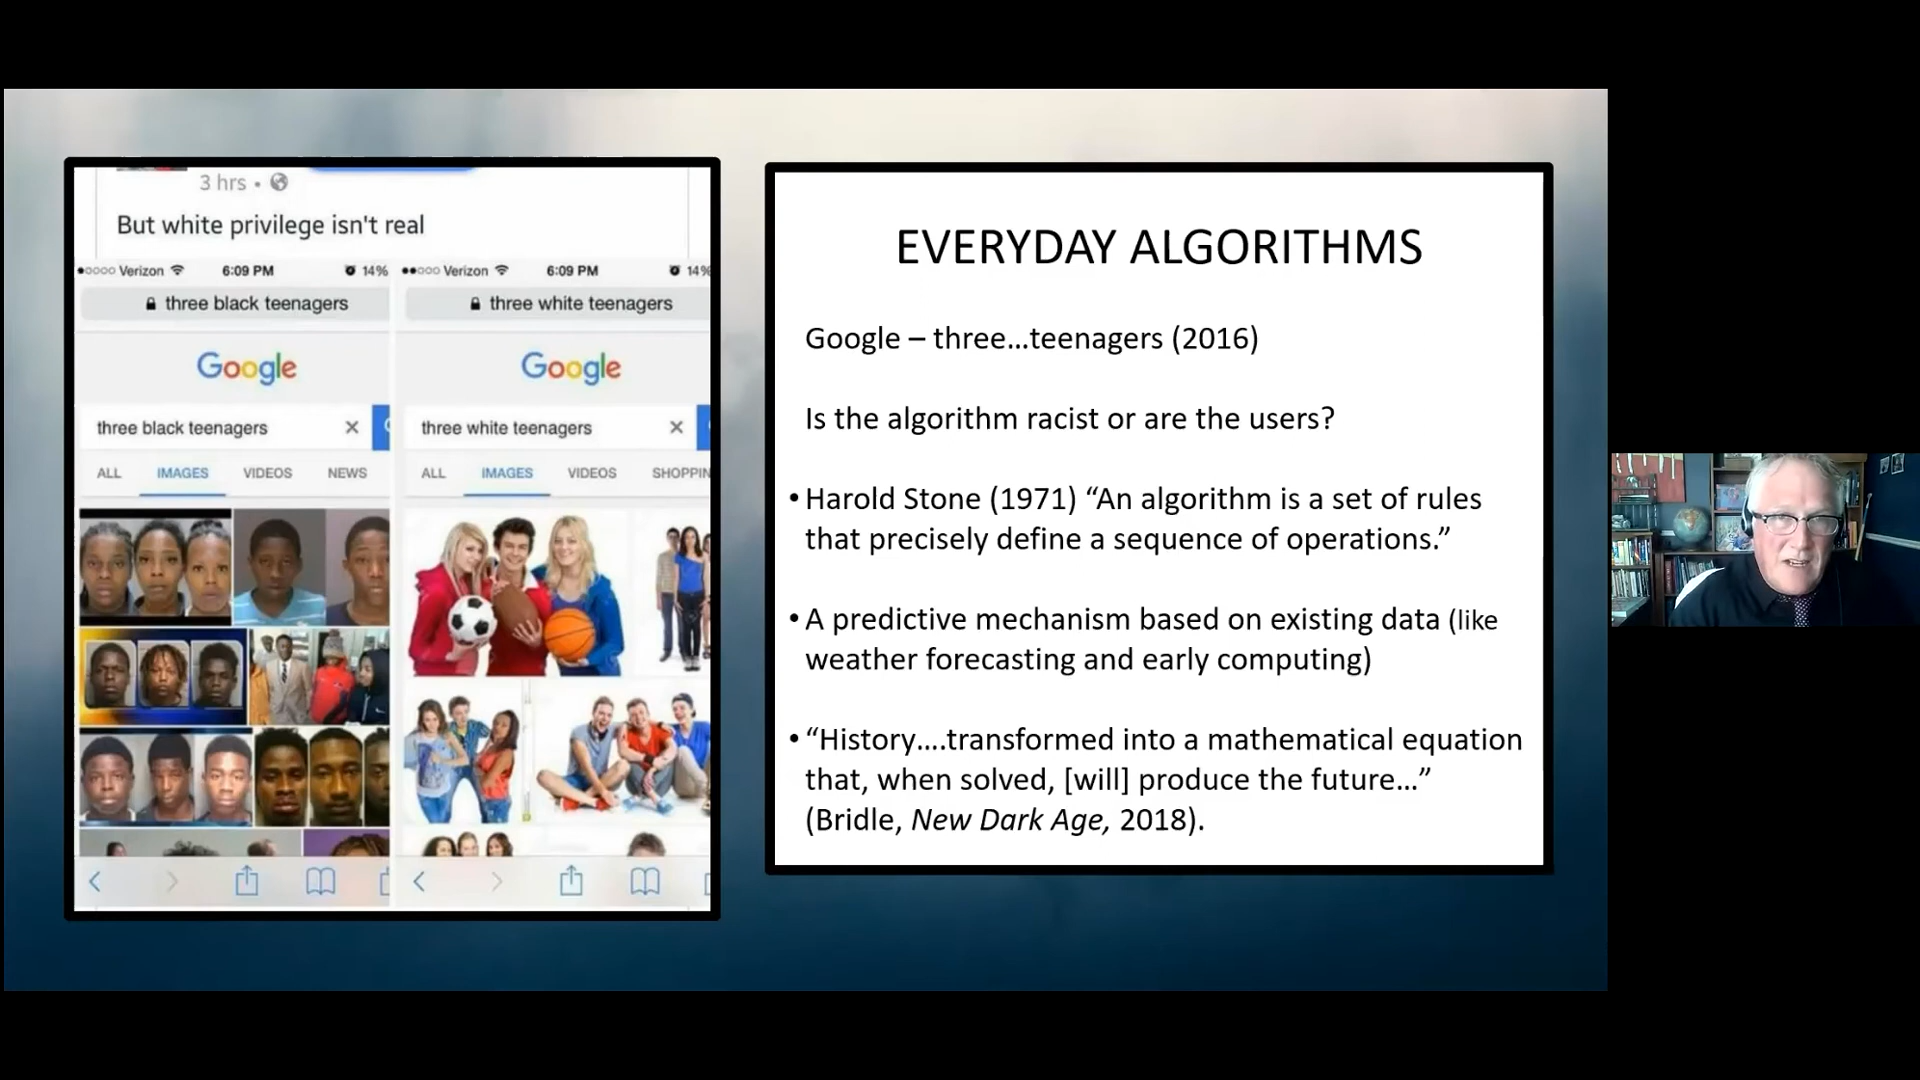 3 hrs •
But white privilege isn't real
Verizon 6:09 PM 14%
three black teenagers
Google
three black teenagers ×
ALL IMAGES VIDEOS NEWS
Verizon 6:09 PM 14%
three white teenagers
Google
three white teenagers ×
ALL IMAGES VIDEOS SHOPPIN
EVERYDAY ALGORITHMS
Google – three...teenagers (2016)
Is the algorithm racist or are the users?
• Harold Stone (1971) “An algorithm is a set of rules
that precisely define a sequence of operations.”
• A predictive mechanism based on existing data (like
weather forecasting and early computing)
• “History....transformed into a mathematical equation
that, when solved, [will] produce the future...”
(Bridle, New Dark Age, 2018).